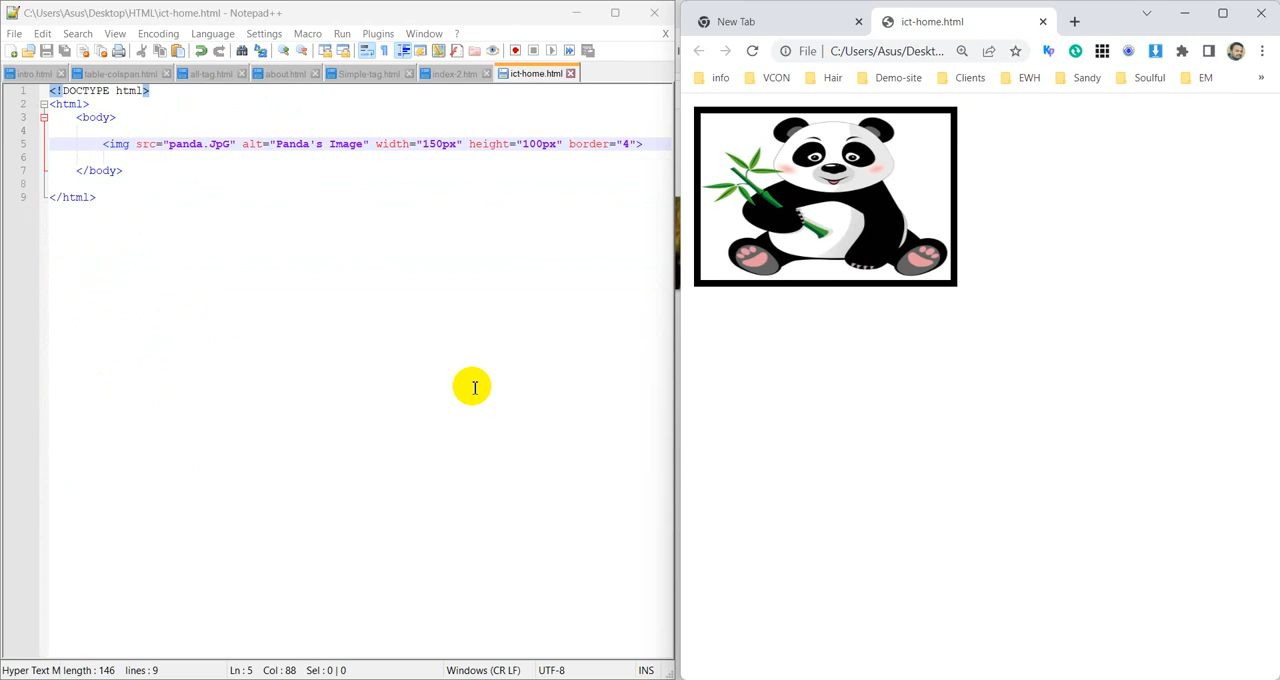 C:\Users\Asus\Desktop\HTML\ict-home.html - Notepad++
File Edit Search View Encoding Language Settings Macro Run Plugins Window ? X
intro.html table-colspan.html all-tag.html about.html Simple-tag.html index-2.htm ict-home.html
1 <!DOCTYPE html>
2 <html>
3 <body>
4
5 <img src="panda.JpG" alt="Panda's Image" width="150px" height="100px" border="4">
6
7 </body>
8
9 </html>
Hyper Text M length : 146 lines : 9 Ln : 5 Col : 88 Sel : 0 | 0 Windows (CR LF) UTF-8 INS
New Tab ict-home.html
File | C:/Users/Asus/Deskt...
info VCON Hair Demo-site Clients EWH Sandy Soulful EM »